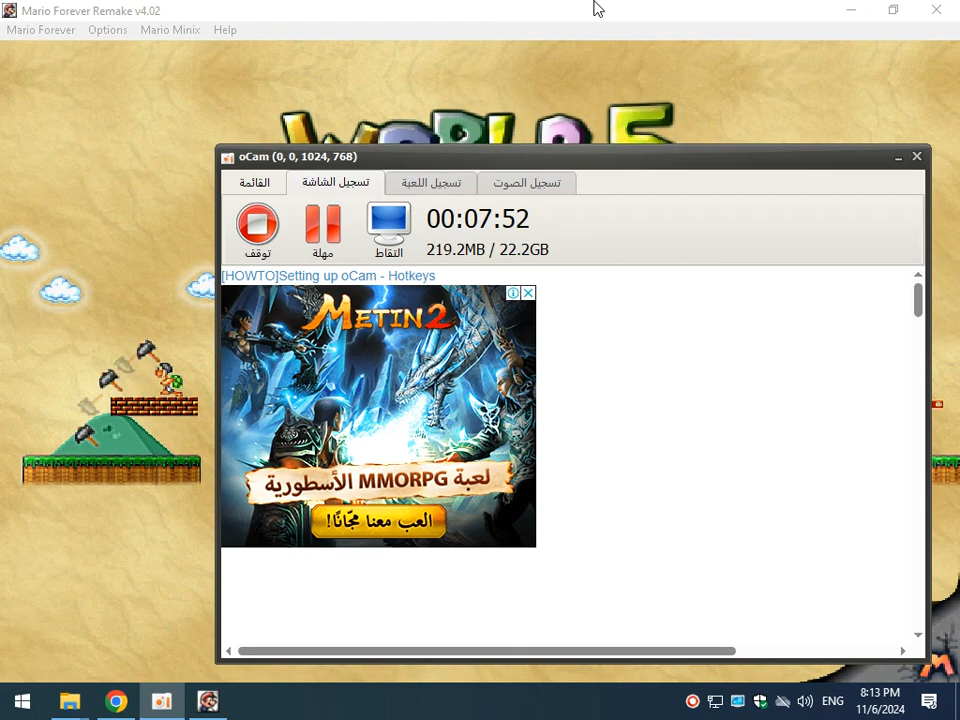 Mario Forever Remake v4.02
Mario Forever Options Mario Minix Help
WORLD 5
oCam (0, 0, 1024, 768)
القائمة تسجيل الشاشة تسجيل اللعبة تسجيل الصوت
00:07:52
219.2MB / 22.2GB
توقف مهلة التقاط
[HOWTO]Setting up oCam - Hotkeys
METIN2
لعبة MMORPG الأسطورية
العب معنا مجّانًا!
ENG
8:13 PM
11/6/2024